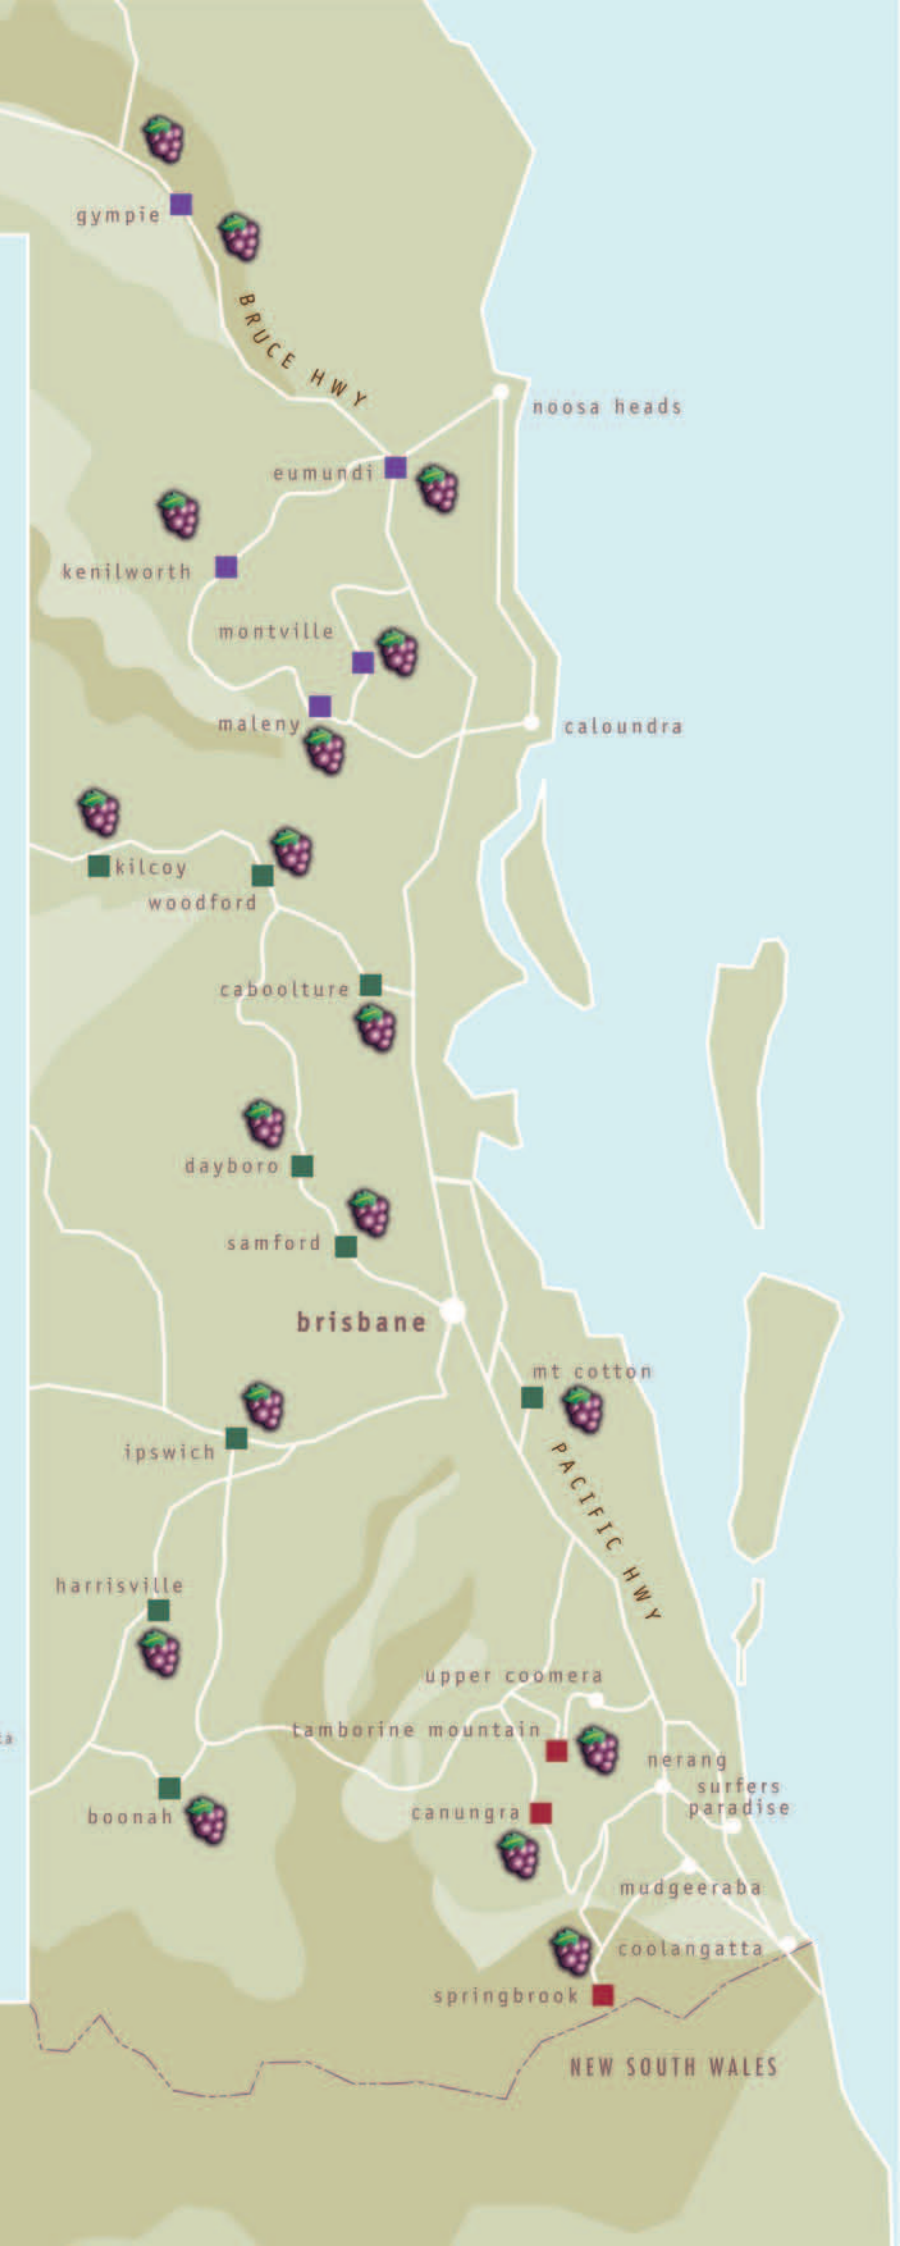 gympie
BRUCE HWY
noosa heads
eumundi
kenilworth
montville
maleny
caloundra
kilcoy
woodford
caboolture
dayboro
samford
brisbane
mt cotton
ipswich
PACIFIC HWY
harrisville
upper coomera
tamborine mountain
nerang
surfers
paradise
canungra
boonah
mudgeeraba
coolangatta
springbrook
NEW SOUTH WALES